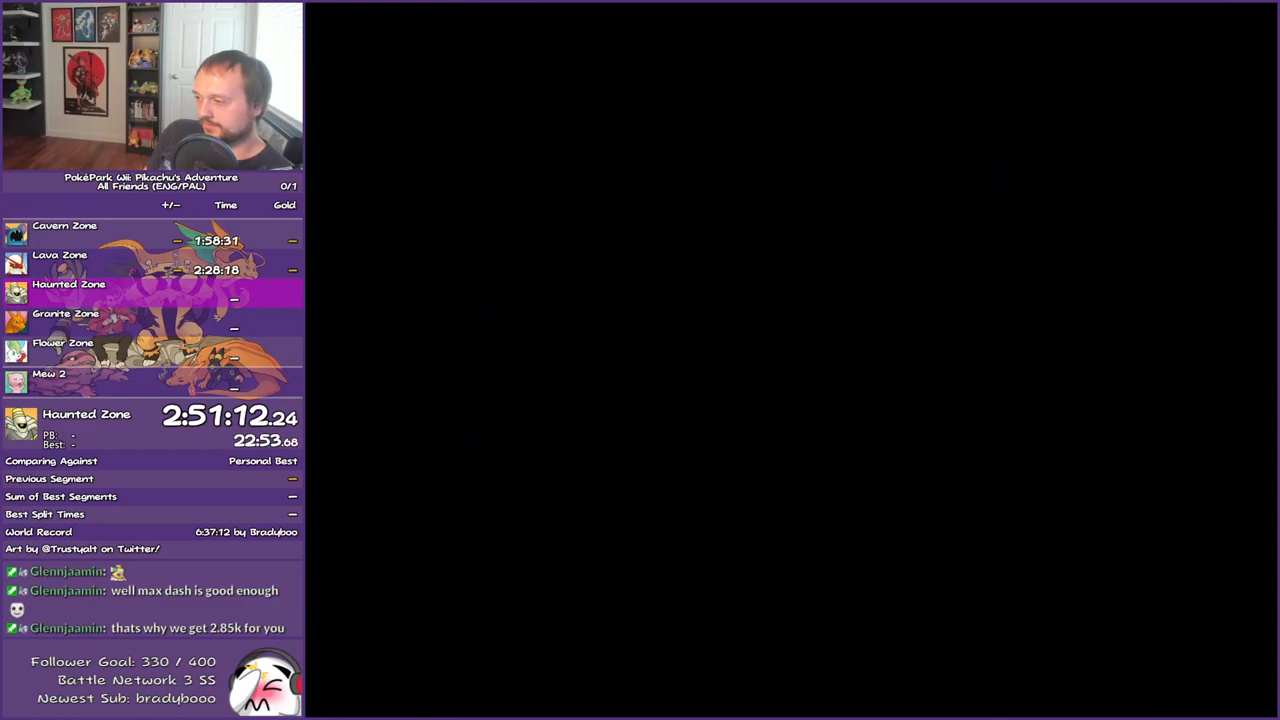 PokéPark Wii: Pikachu's Adventure
All Friends (ENG/PAL) 0/1
+/- Time Gold
Cavern Zone
– 1:58:31 –
Lava Zone
– 2:28:18 –
Haunted Zone
–
Granite Zone
–
Flower Zone
–
Mew 2
–
Haunted Zone 2:51:12.24
PB: -
Best: -
22:53.68
Comparing Against Personal Best
Previous Segment –
Sum of Best Segments –
Best Split Times –
World Record 6:37:12 by Bradyboo
Art by @Trustyalt on Twitter/
Glennjaamin:
Glennjaamin: well max dash is good enough
Glennjaamin: thats why we get 2.85k for you
Follower Goal: 330 / 400
Battle Network 3 SS
Newest Sub: bradybooo